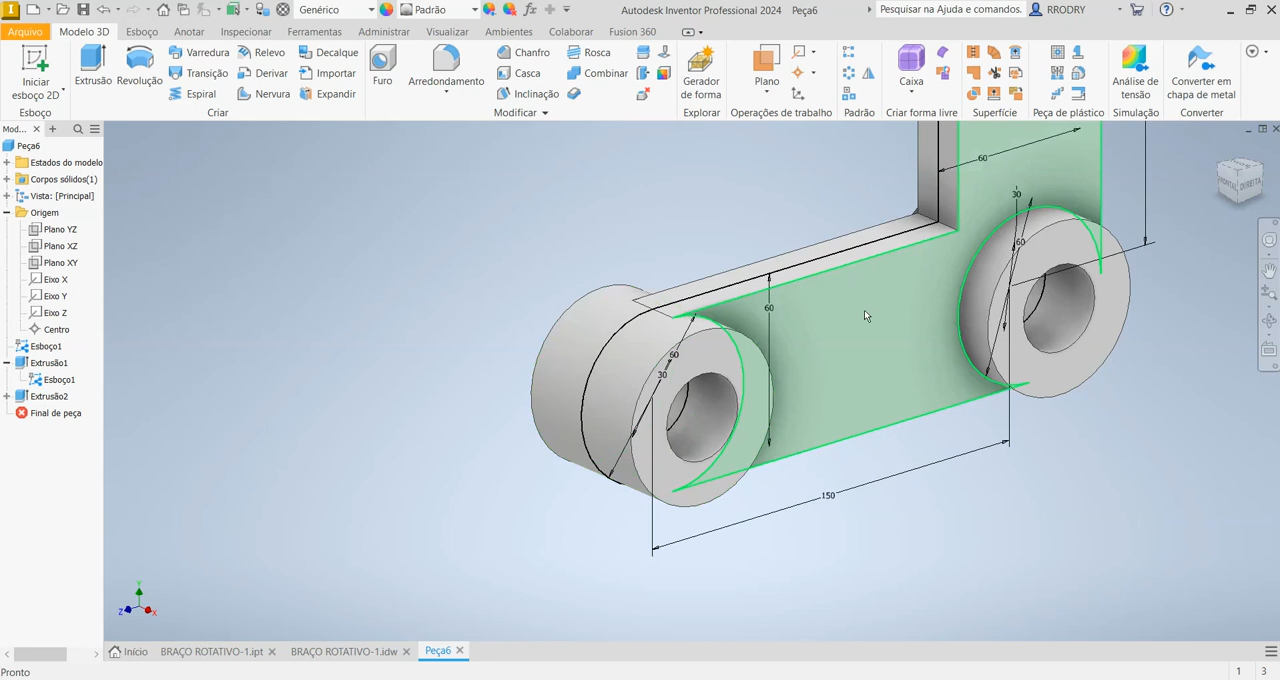 Genérico
Padrão
Autodesk Inventor Professional 2024 Peça6
Pesquisar na Ajuda e comandos.
RRODRY
Arquivo Modelo 3D Esboço Anotar Inspecionar Ferramentas Administrar Visualizar Ambientes Colaborar Fusion 360
Iniciar
esboço 2D
Extrusão
Revolução
Varredura
Transição
Espiral
Relevo
Derivar
Nervura
Decalque
Importar
Expandir
Furo
Arredondamento
Chanfro
Casca
Inclinação
Rosca
Combinar
Gerador
de forma
Plano
Caixa
Análise de
tensão
Converter em
chapa de metal
Esboço Criar Modificar Explorar Operações de trabalho Padrão Criar forma livre Superfície Peça de plástico Simulação Converter
Mod...
Peça6
Estados do modelo
Corpos sólidos(1)
Vista: [Principal]
Origem
Plano YZ
Plano XZ
Plano XY
Eixo X
Eixo Y
Eixo Z
Centro
Esboço1
Extrusão1
Esboço1
Extrusão2
Final de peça
60
30
60
60
60
30
150
FRONTAL DIREITA
Y
Z X
Início BRAÇO ROTATIVO-1.ipt BRAÇO ROTATIVO-1.idw Peça6
Pronto
1 3